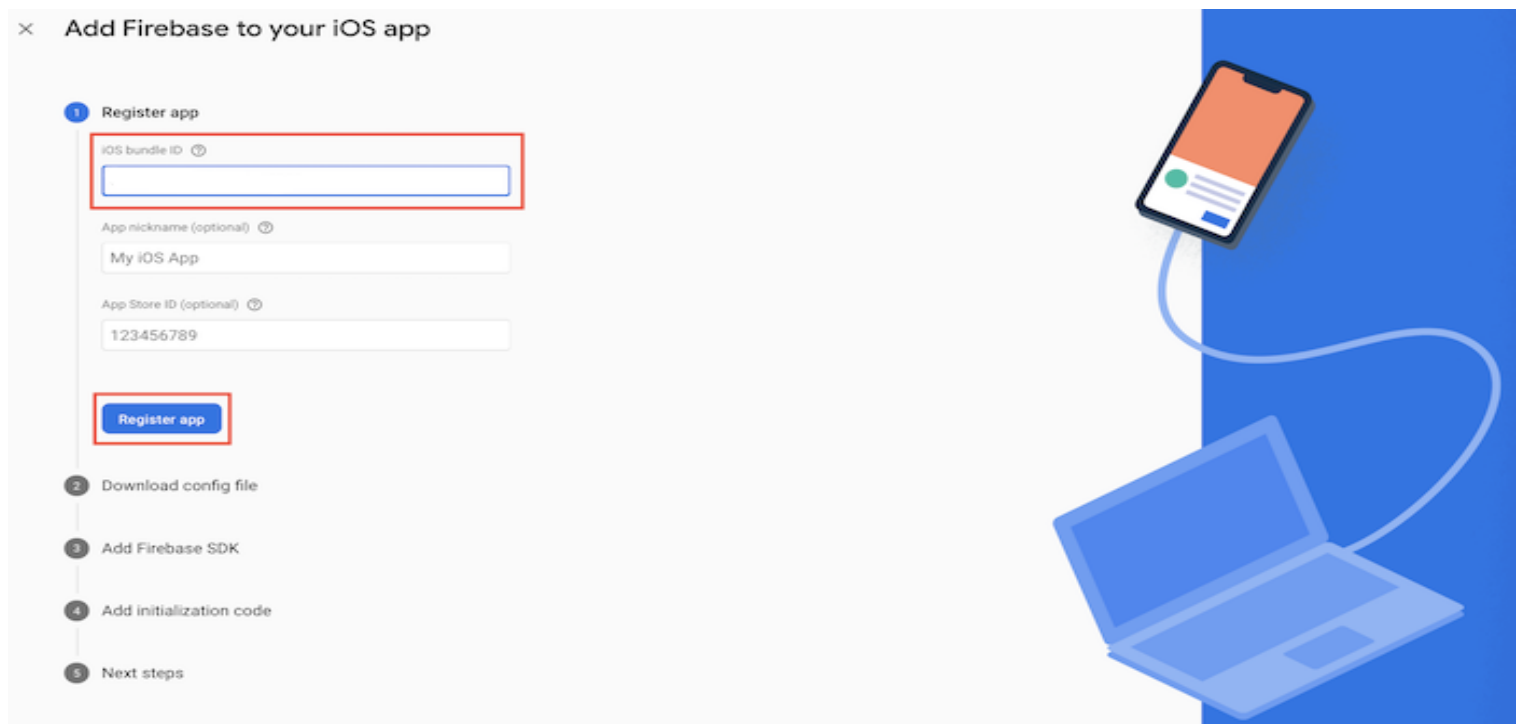 Add Firebase to your iOS app
1 Register app
iOS bundle ID
App nickname (optional)
My iOS App
App Store ID (optional)
123456789
Register app
2 Download config file
3 Add Firebase SDK
4 Add initialization code
5 Next steps